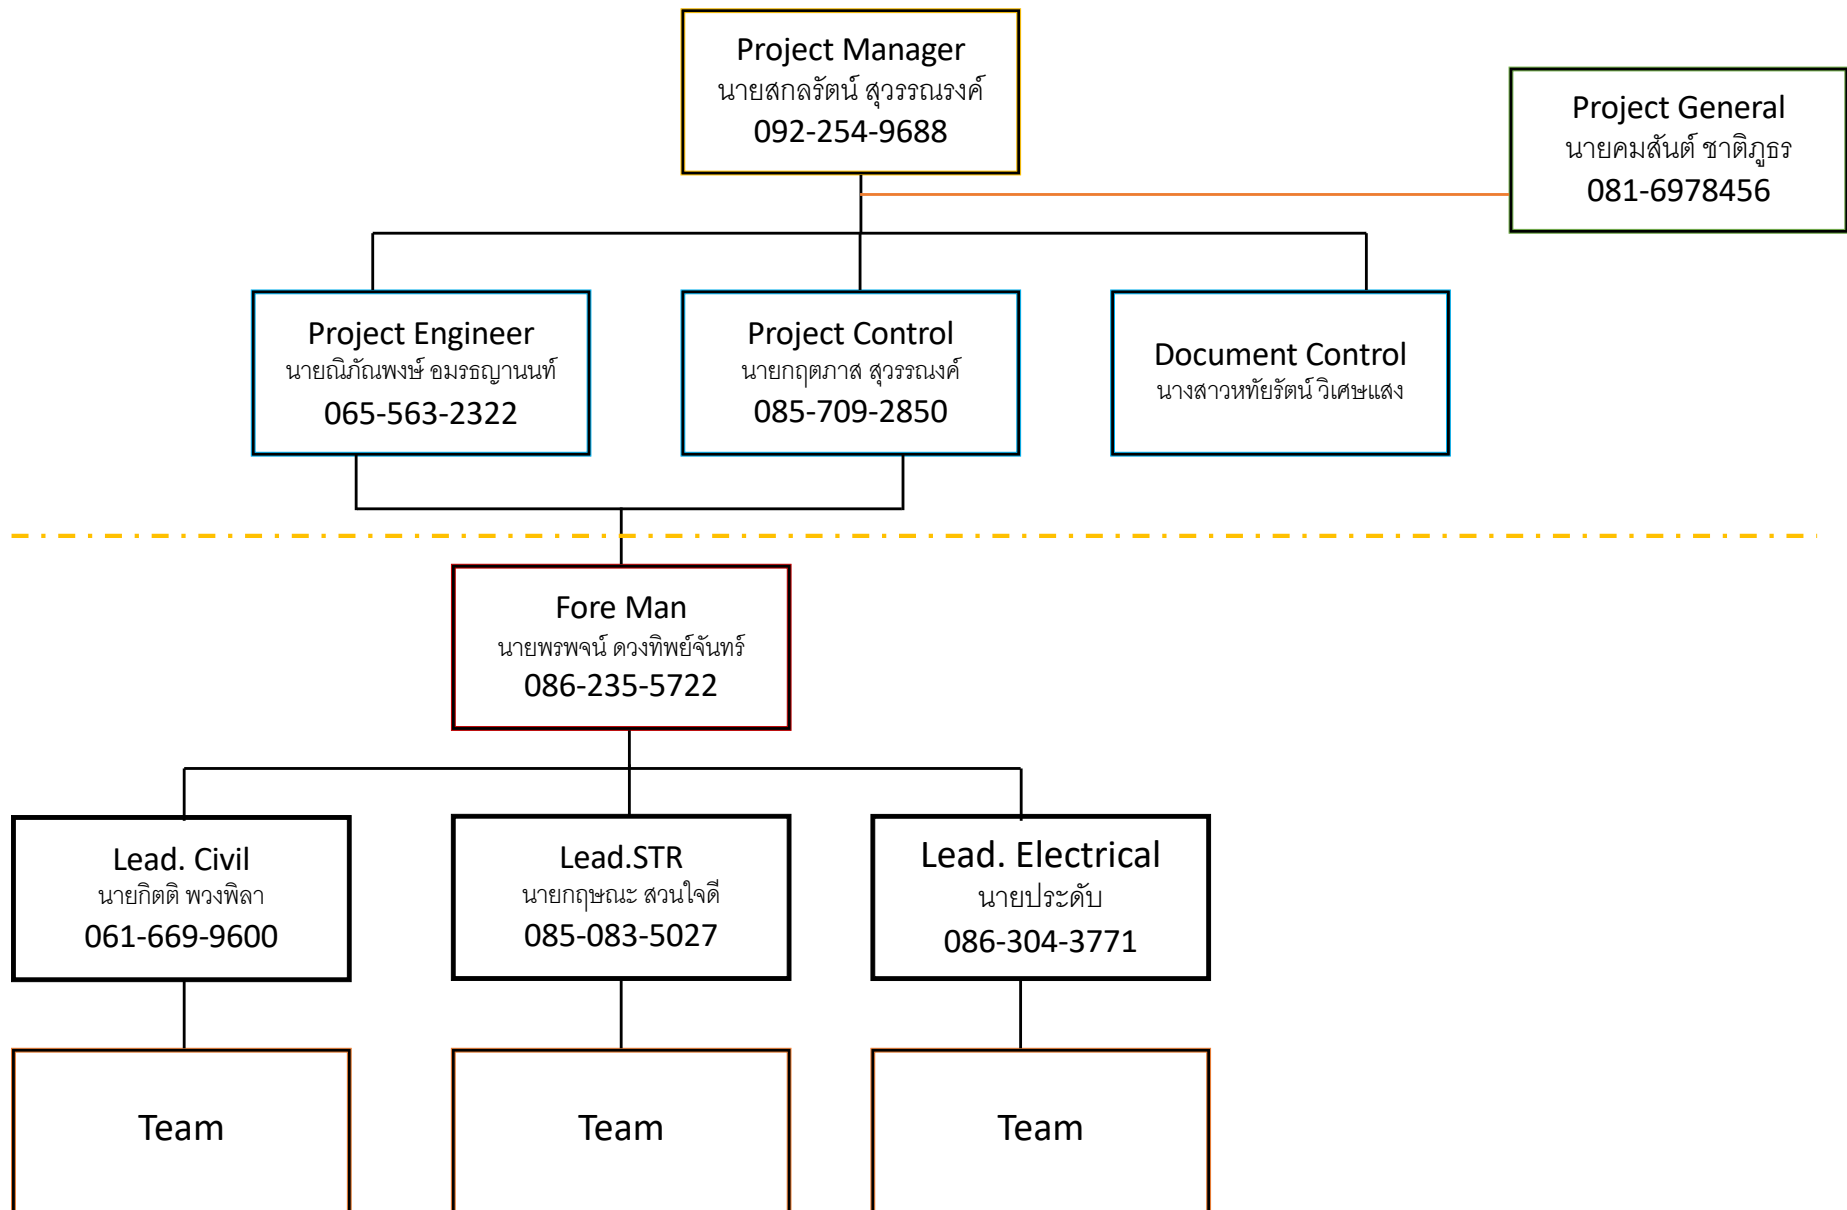 Project Manager
นายสกลรัตน์ สุวรรณรงค์
092-254-9688
Project General
นายคมสันต์ ชาติภูธร
081-6978456
Project Engineer
นายณิภัณพงษ์ อมรธญานนท์
065-563-2322
Project Control
นายกฤตภาส สุวรรณงค์
085-709-2850
Document Control
นางสาวหทัยรัตน์ วิเศษแสง
Fore Man
นายพรพจน์ ดวงทิพย์จันทร์
086-235-5722
Lead. Civil
นายกิตติ พวงพิลา
061-669-9600
Lead.STR
นายกฤษณะ สวนใจดี
085-083-5027
Lead. Electrical
นายประดับ
086-304-3771
Team
Team
Team